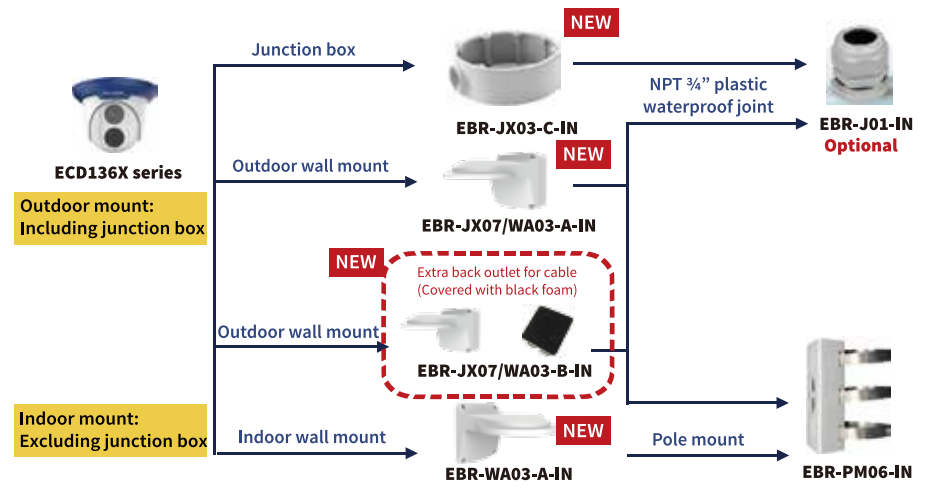 NEW
Junction box
NPT ¾” plastic
waterproof joint
EBR-JX03-C-IN
EBR-J01-IN
Optional
ECD136X series
Outdoor wall mount
NEW
Outdoor mount:
Including junction box
EBR-JX07/WA03-A-IN
NEW
Extra back outlet for cable
(Covered with black foam)
Outdoor wall mount
EBR-JX07/WA03-B-IN
Indoor mount:
Excluding junction box
Indoor wall mount
NEW
Pole mount
EBR-WA03-A-IN
EBR-PM06-IN